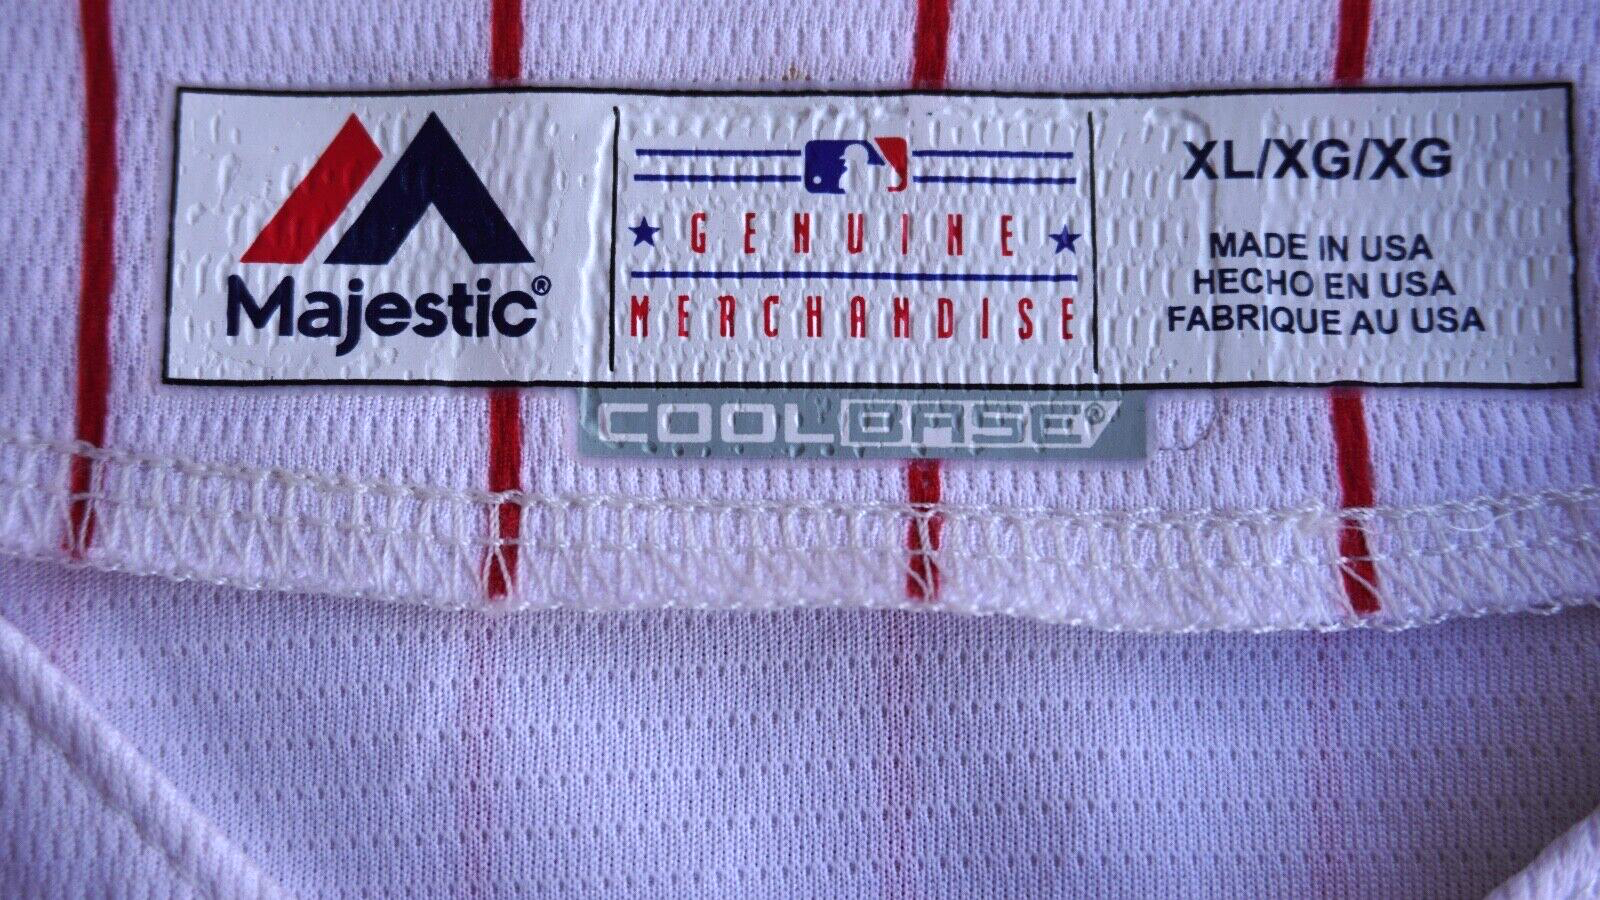 Majestic®
GENUINE
MERCHANDISE
XL/XG/XG
MADE IN USA
HECHO EN USA
FABRIQUE AU USA
COOLBASE®